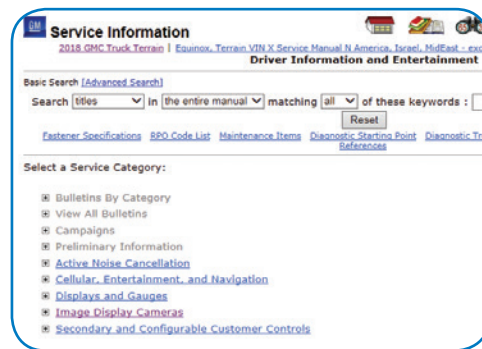 GM
Service Information
2018 GMC Truck Terrain | Equinox, Terrain VIN X Service Manual N America, Israel, MidEast - exc
Driver Information and Entertainment
Basic Search [Advanced Search]
Search titles in the entire manual matching all of these keywords :
Reset
Fastener Specifications RPO Code List Maintenance Items Diagnostic Starting Point Diagnostic Tr
References
Select a Service Category:
Bulletins By Category
View All Bulletins
Campaigns
Preliminary Information
Active Noise Cancellation
Cellular, Entertainment, and Navigation
Displays and Gauges
Image Display Cameras
Secondary and Configurable Customer Controls